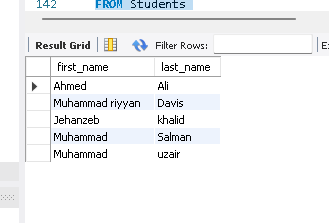 142 FROM Students
Result Grid Filter Rows:
first_name last_name
Ahmed Ali
Muhammad riyyan Davis
Jehanzeb khalid
Muhammad Salman
Muhammad uzair